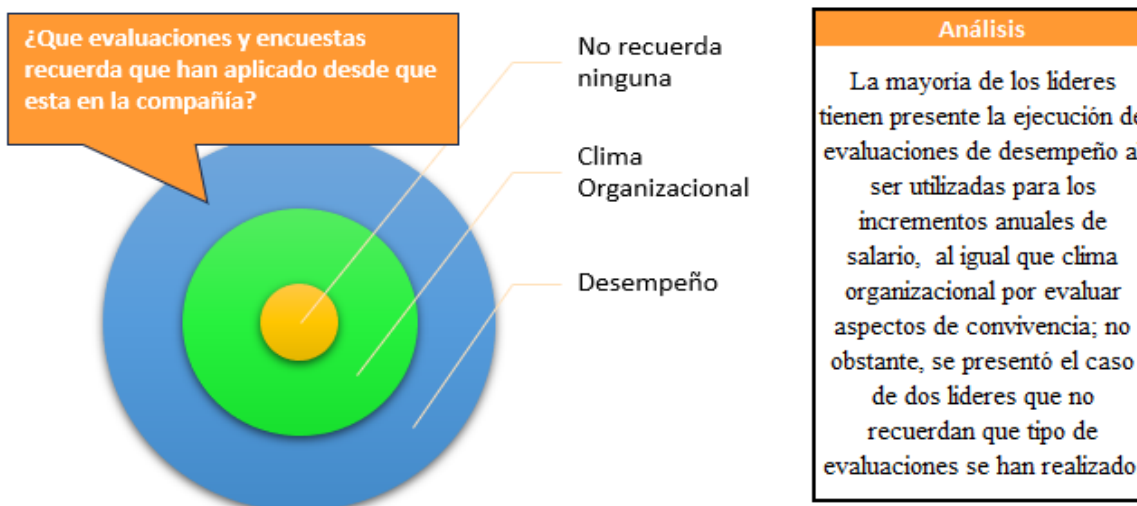 ¿Que evaluaciones y encuestas
recuerda que han aplicado desde que
esta en la compañía?
No recuerda
ninguna
Clima
Organizacional
Desempeño
Análisis
La mayoría de los líderes
tienen presente la ejecución de
evaluaciones de desempeño al
ser utilizadas para los
incrementos anuales de
salario, al igual que clima
organizacional por evaluar
aspectos de convivencia; no
obstante, se presentó el caso
de dos líderes que no
recuerdan que tipo de
evaluaciones se han realizado